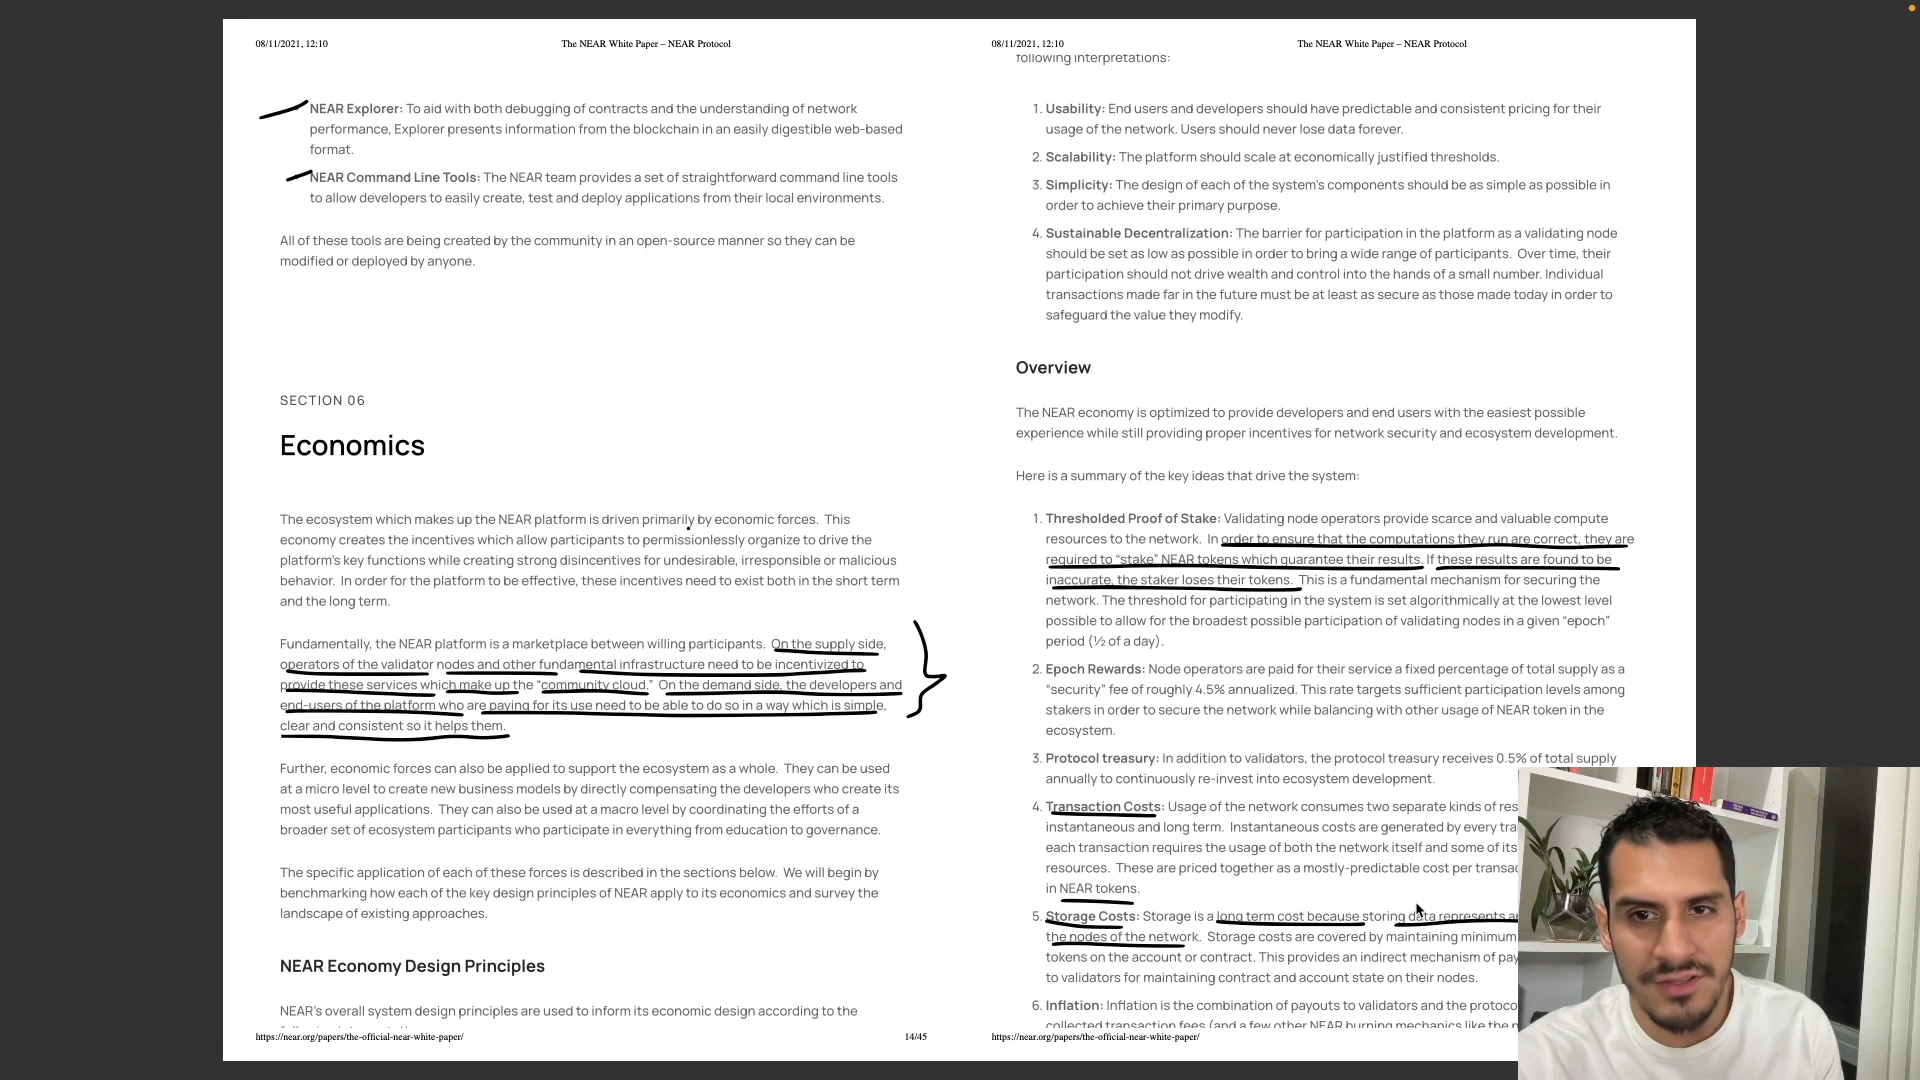 08/11/2021, 12:10
The NEAR White Paper – NEAR Protocol
NEAR Explorer: To aid with both debugging of contracts and the understanding of network
performance, Explorer presents information from the blockchain in an easily digestible web-based
format.
NEAR Command Line Tools: The NEAR team provides a set of straightforward command line tools
to allow developers to easily create, test and deploy applications from their local environments.
All of these tools are being created by the community in an open-source manner so they can be
modified or deployed by anyone.
SECTION 06
Economics
The ecosystem which makes up the NEAR platform is driven primarily by economic forces.  This
economy creates the incentives which allow participants to permissionlessly organize to drive the
platform's key functions while creating strong disincentives for undesirable, irresponsible or malicious
behavior.  In order for the platform to be effective, these incentives need to exist both in the short term
and the long term.
Fundamentally, the NEAR platform is a marketplace between willing participants.  On the supply side,
operators of the validator nodes and other fundamental infrastructure need to be incentivized to
provide these services which make up the “community cloud.”  On the demand side, the developers and
end-users of the platform who are paying for its use need to be able to do so in a way which is simple,
clear and consistent so it helps them.
Further, economic forces can also be applied to support the ecosystem as a whole.  They can be used
at a micro level to create new business models by directly compensating the developers who create its
most useful applications.  They can also be used at a macro level by coordinating the efforts of a
broader set of ecosystem participants who participate in everything from education to governance.
The specific application of each of these forces is described in the sections below.  We will begin by
benchmarking how each of the key design principles of NEAR apply to its economics and survey the
landscape of existing approaches.
NEAR Economy Design Principles
NEAR's overall system design principles are used to inform its economic design according to the
https://near.org/papers/the-official-near-white-paper/
14/45
08/11/2021, 12:10
The NEAR White Paper – NEAR Protocol
following interpretations:
1. Usability: End users and developers should have predictable and consistent pricing for their
usage of the network. Users should never lose data forever.
2. Scalability: The platform should scale at economically justified thresholds.
3. Simplicity: The design of each of the system's components should be as simple as possible in
order to achieve their primary purpose.
4. Sustainable Decentralization: The barrier for participation in the platform as a validating node
should be set as low as possible in order to bring a wide range of participants.  Over time, their
participation should not drive wealth and control into the hands of a small number. Individual
transactions made far in the future must be at least as secure as those made today in order to
safeguard the value they modify.
Overview
The NEAR economy is optimized to provide developers and end users with the easiest possible
experience while still providing proper incentives for network security and ecosystem development.
Here is a summary of the key ideas that drive the system:
1. Thresholded Proof of Stake: Validating node operators provide scarce and valuable compute
resources to the network.  In order to ensure that the computations they run are correct, they are
required to “stake” NEAR tokens which guarantee their results. If these results are found to be
inaccurate, the staker loses their tokens.  This is a fundamental mechanism for securing the
network. The threshold for participating in the system is set algorithmically at the lowest level
possible to allow for the broadest possible participation of validating nodes in a given “epoch”
period (½ of a day).
2. Epoch Rewards: Node operators are paid for their service a fixed percentage of total supply as a
“security” fee of roughly 4.5% annualized. This rate targets sufficient participation levels among
stakers in order to secure the network while balancing with other usage of NEAR token in the
ecosystem.
3. Protocol treasury: In addition to validators, the protocol treasury receives 0.5% of total supply
annually to continuously re-invest into ecosystem development.
4. Transaction Costs: Usage of the network consumes two separate kinds of
instantaneous and long term.  Instantaneous costs are generated by every
each transaction requires the usage of both the network itself and some of its
resources.  These are priced together as a mostly-predictable cost per
in NEAR tokens.
5. Storage Costs: Storage is a long term cost because storing data represents
the nodes of the network.  Storage costs are covered by maintaining minimum
tokens on the account or contract. This provides an indirect mechanism of
to validators for maintaining contract and account state on their nodes.
6. Inflation: Inflation is the combination of payouts to validators and the
collected transaction fees (and a few other NEAR burning mechanics like the
https://near.org/papers/the-official-near-white-paper/